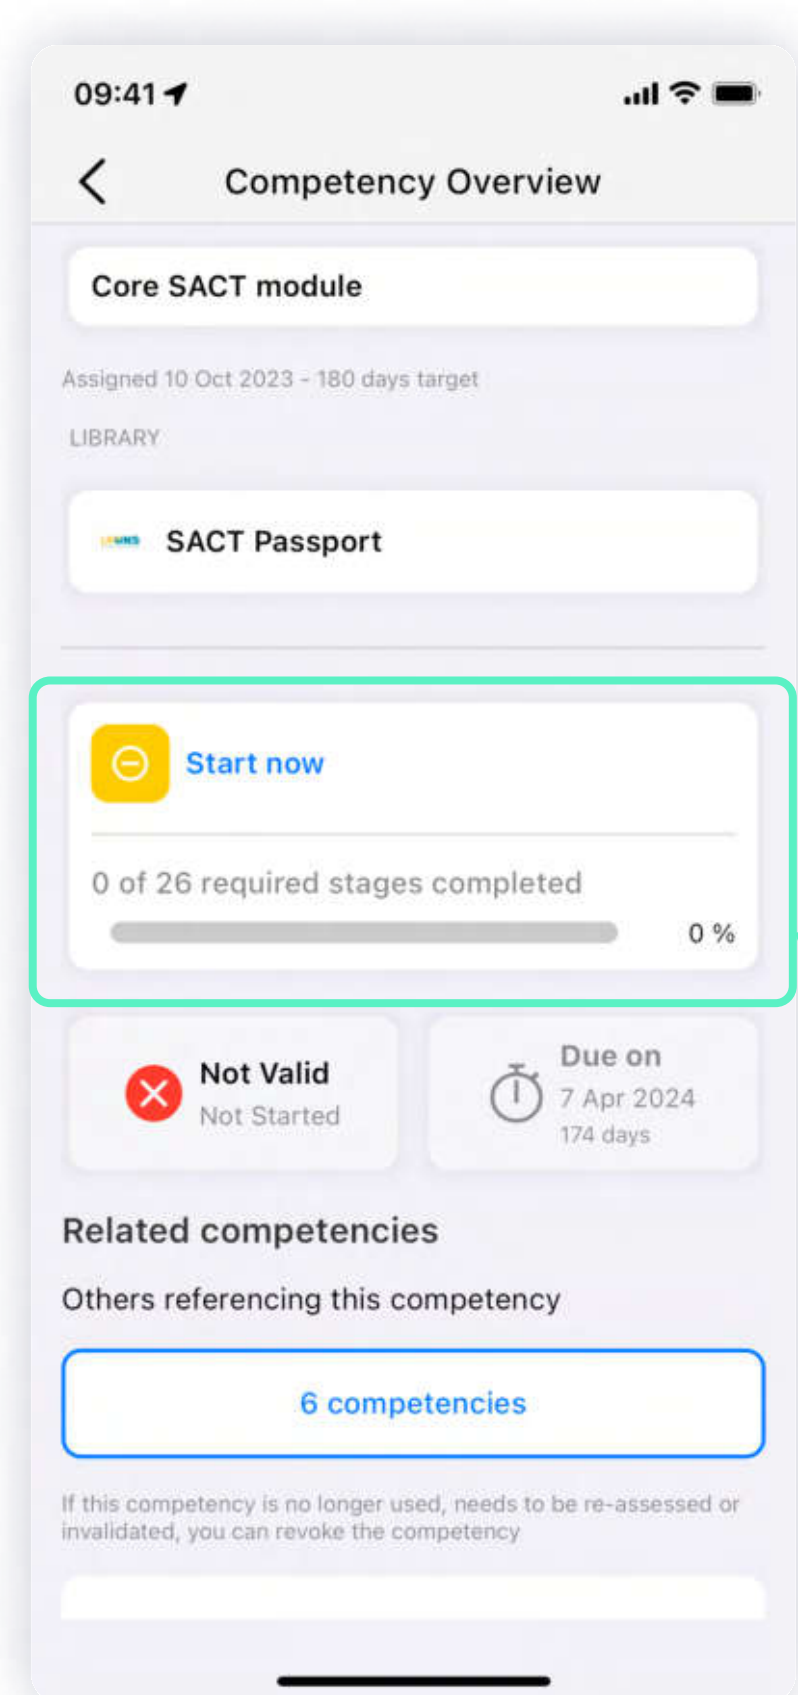 09:41
Competency Overview
Core SACT module
Assigned 10 Oct 2023 - 180 days target
LIBRARY
SACT Passport
Start now
0 of 26 required stages completed
0 %
Not Valid
Not Started
Due on
7 Apr 2024
174 days
Related competencies
Others referencing this competency
6 competencies
If this competency is no longer used, needs to be re-assessed or
invalidated, you can revoke the competency